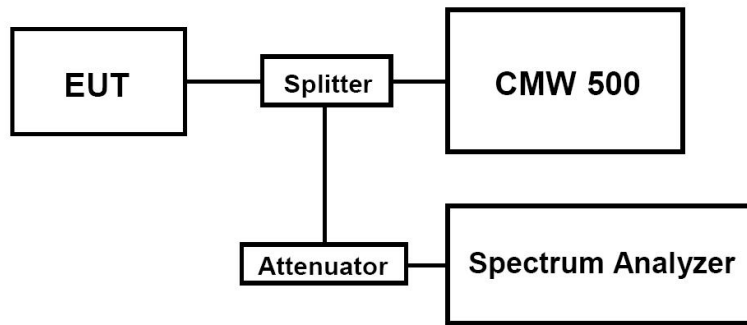 EUT
Splitter
CMW 500
Attenuator
Spectrum Analyzer